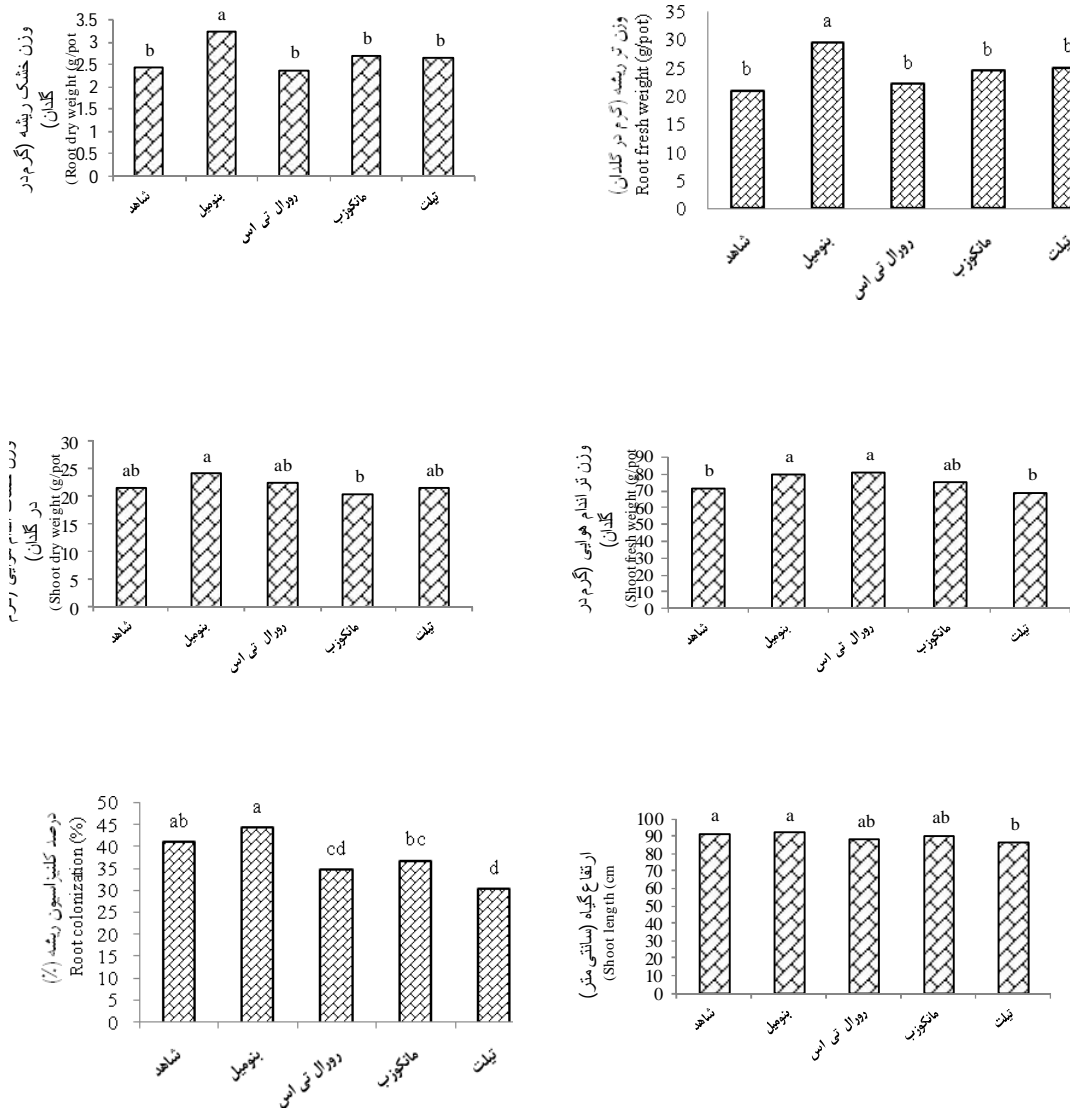 وزن خشک ریشه (گرم در
گلدان)
(Root dry weight (g/pot
3.5
3
2.5
2
1.5
1
0.5
0
b
a
b
b
b
شاهد
بنومیل
رورال تی اس
مانکوزب
تیلت
وزن تر ریشه (گرم در گلدان)
Root fresh weight (g/pot)
35
30
25
20
15
10
5
0
b
a
b
b
b
شاهد
بنومیل
رورال تی اس
مانکوزب
تیلت
در گلدان)
(Shoot dry weight (g/pot
30
25
20
15
10
5
0
ab
a
ab
b
ab
شاهد
بنومیل
رورال تی اس
مانکوزب
تیلت
وزن تر اندام هوایی (گرم در
گلدان)
(Shoot fresh weight (g/pot
90
80
70
60
50
40
30
20
10
0
b
a
a
ab
b
شاهد
بنومیل
رورال تی اس
مانکوزب
تیلت
درصد کلنیزاسیون ریشه (٪)
Root colonization (%)
50
45
40
35
30
25
20
15
10
5
0
ab
a
cd
bc
d
شاهد
بنومیل
رورال تی اس
مانکوزب
تیلت
ارتفاع گیاه (سانتی متر)
(Shoot length (cm
100
90
80
70
60
50
40
30
20
10
0
a
a
ab
ab
b
شاهد
بنومیل
رورال تی اس
مانکوزب
تیلت